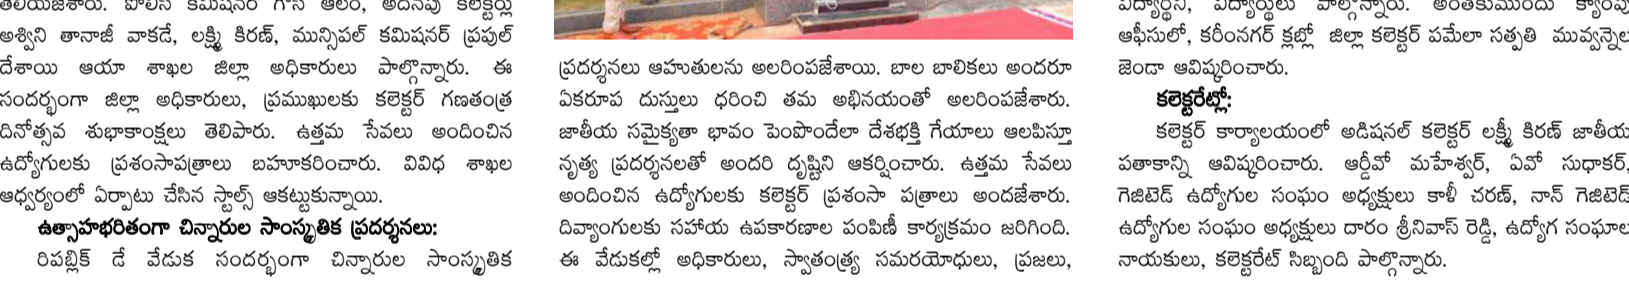 తెలియజేశారు. పోలీస్ కమిషనర్ గౌస్ ఆలం, అదనపు కలెక్టర్లు
అశ్విని తానాజీ వాకడే, లక్ష్మి కిరణ్, మున్సిపల్ కమిషనర్ ప్రపుల్
దేశాయి ఆయా శాఖల జిల్లా అధికారులు పాల్గొన్నారు. ఈ
సందర్భంగా జిల్లా అధికారులు, ప్రముఖులకు కలెక్టర్ గణతంత్ర
దినోత్సవ శుభాకాంక్షలు తెలిపారు. ఉత్తమ సేవలు అందించిన
ఉద్యోగులకు ప్రశంసాపత్రాలు బహూకరించారు. వివిధ శాఖల
ఆధ్వర్యంలో ఏర్పాటు చేసిన స్టాల్స్ ఆకట్టుకున్నాయి.
ఉత్సాహభరితంగా చిన్నారుల సాంస్కృతిక ప్రదర్శనలు:
రిపబ్లిక్ డే వేడుక సందర్భంగా చిన్నారుల సాంస్కృతిక
ప్రదర్శనలు ఆహుతులను అలరింపజేశాయి. బాల బాలికలు అందరూ
ఏకరూప దుస్తులు ధరించి తమ అభినయంతో అలరింపజేశారు.
జాతీయ సమైక్యతా భావం పెంపొందేలా దేశభక్తి గేయాలు ఆలపిస్తూ
నృత్య ప్రదర్శనలతో అందరి దృష్టిని ఆకర్షించారు. ఉత్తమ సేవలు
అందించిన ఉద్యోగులకు కలెక్టర్ ప్రశంసా పత్రాలు అందజేశారు.
దివ్యాంగులకు సహాయ ఉపకారణాల పంపిణీ కార్యక్రమం జరిగింది.
ఈ వేడుకల్లో అధికారులు, స్వాతంత్ర్య సమరయోధులు, ప్రజలు,
విద్యార్థిని, విద్యార్థులు పాల్గొన్నారు. అంతకుముందు క్యాంపు
ఆఫీసులో, కరీంనగర్ క్లబ్లో జిల్లా కలెక్టర్ పమేలా సత్పతి మువ్వన్నెల
జెండా ఆవిష్కరించారు.
కలెక్టరేట్లో:
కలెక్టర్ కార్యాలయంలో అడిషనల్ కలెక్టర్ లక్ష్మీ కిరణ్ జాతీయ
పతాకాన్ని ఆవిష్కరించారు. ఆర్డీవో మహేశ్వర్, ఏవో సుధాకర్,
గెజిటెడ్ ఉద్యోగుల సంఘం అధ్యక్షులు కాళీ చరణ్, నాన్ గెజిటెడ్
ఉద్యోగుల సంఘం అధ్యక్షులు దారం శ్రీనివాస్ రెడ్డి, ఉద్యోగ సంఘాల
నాయకులు, కలెక్టరేట్ సిబ్బంది పాల్గొన్నారు.